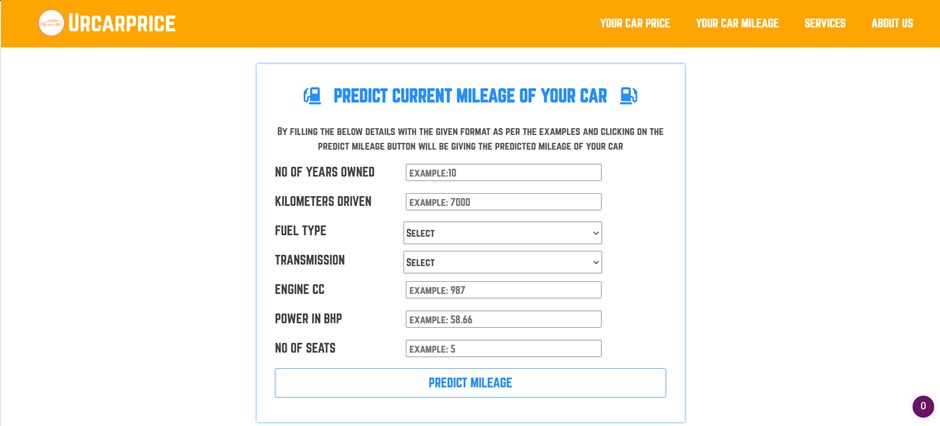 Urcarprice
YOUR CAR PRICE YOUR CAR MILEAGE SERVICES ABOUT US
PREDICT CURRENT MILEAGE OF YOUR CAR
By filling the below details with the given format as per the examples and clicking on the
predict mileage button will be giving the predicted mileage of your car
NO OF YEARS OWNED
EXAMPLE:10
KILOMETERS DRIVEN
EXAMPLE: 7000
FUEL TYPE
Select
TRANSMISSION
Select
ENGINE CC
EXAMPLE: 987
POWER IN BHP
EXAMPLE: 58.66
NO OF SEATS
EXAMPLE: 5
PREDICT MILEAGE
0